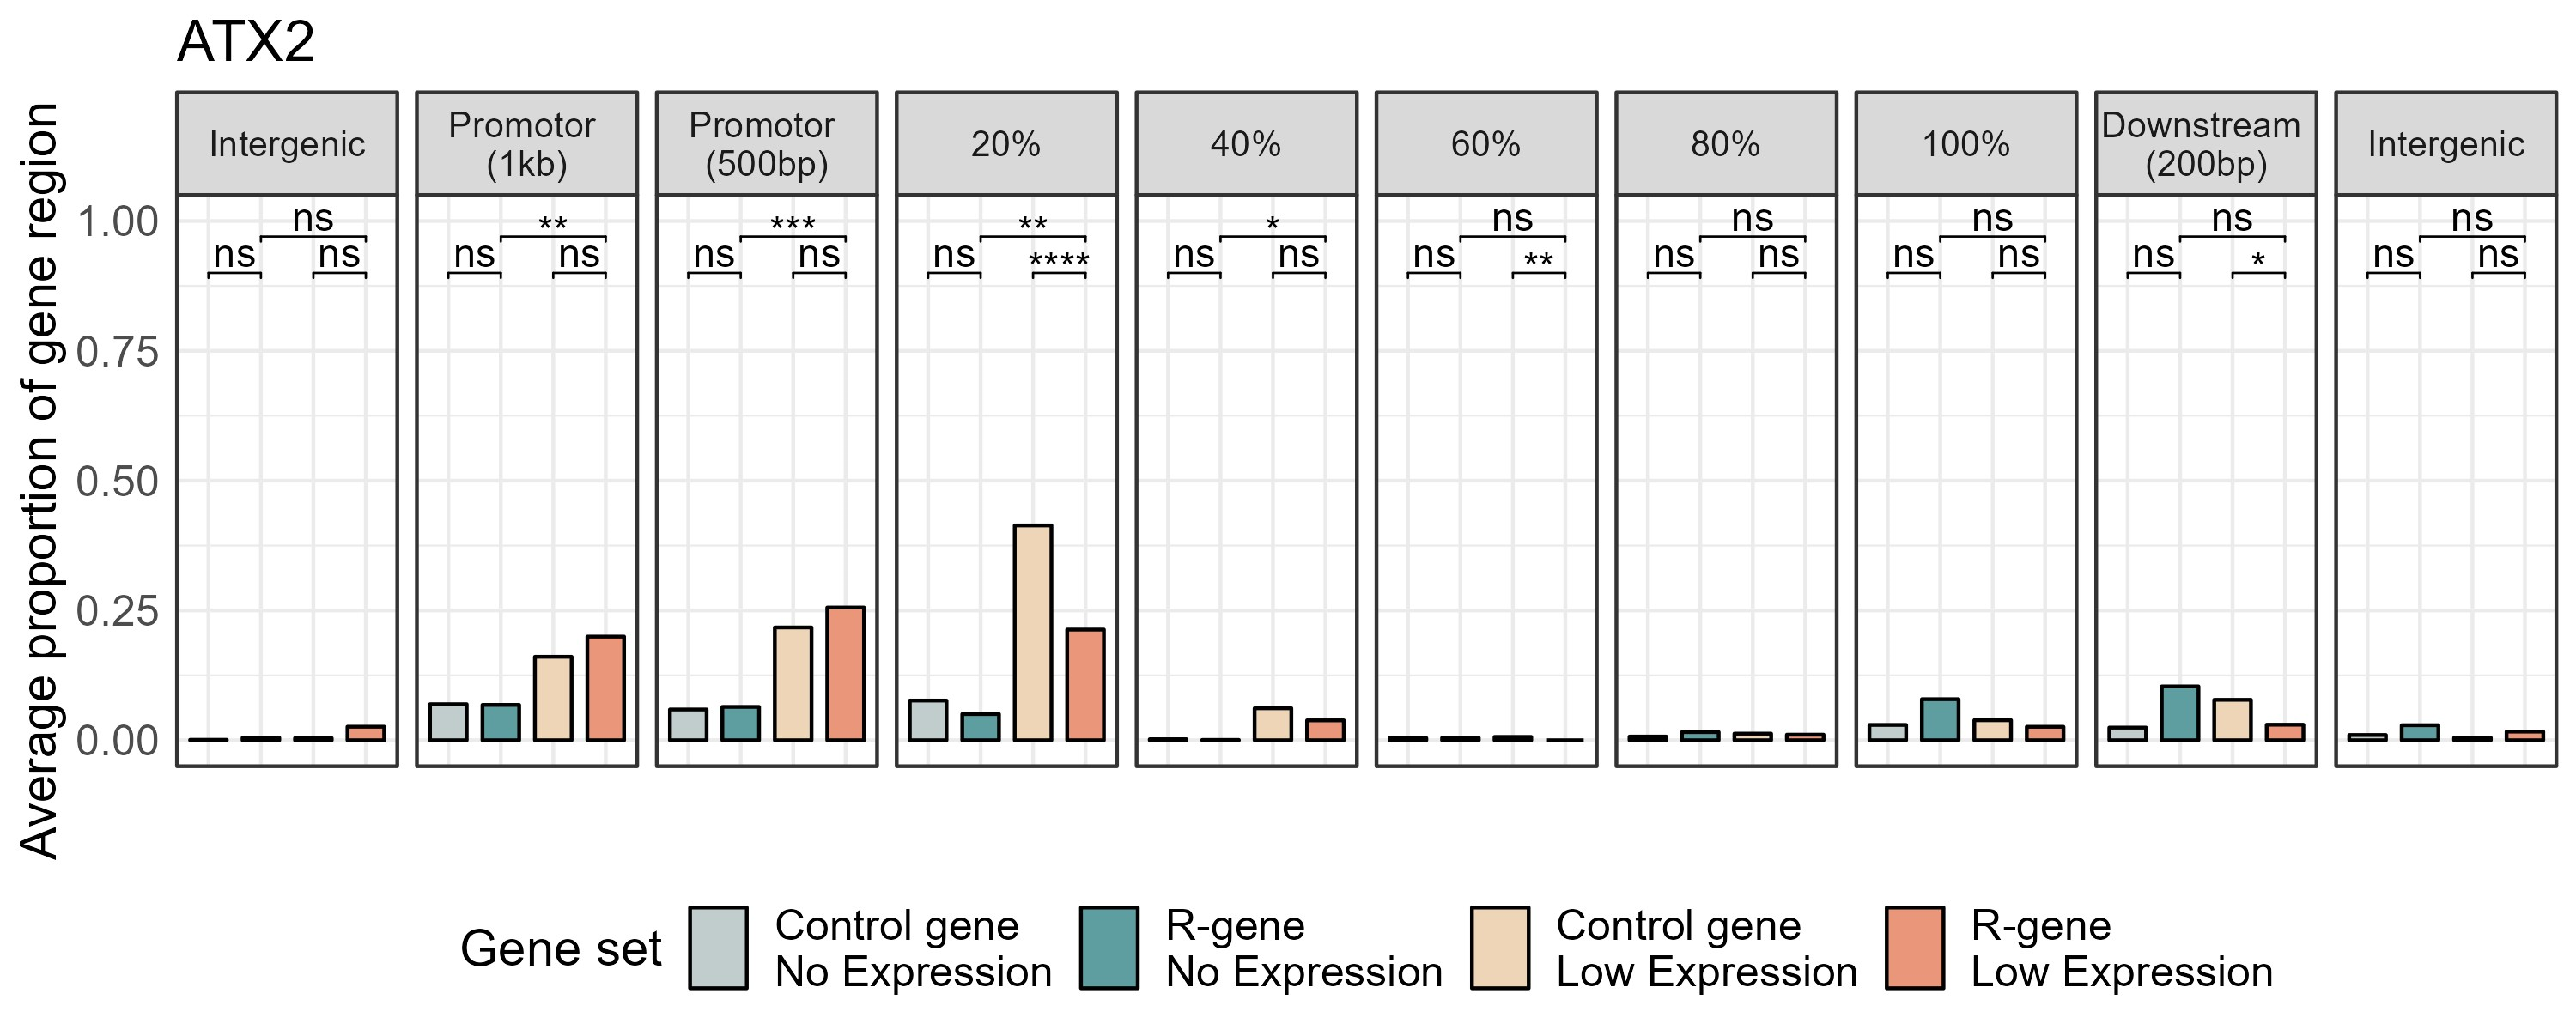 ATX2
Average proportion of gene region
Intergenic
Promotor
(1kb)
Promotor
(500bp)
20%
40%
60%
80%
100%
Downstream
(200bp)
Intergenic
1.00
0.75
0.50
0.25
0.00
ns
ns ns
**
ns ns
***
ns ns
**
ns ****
*
ns ns
ns
ns **
ns
ns ns
ns
ns ns
ns
ns *
ns
ns ns
Gene set
Control gene
No Expression
R-gene
No Expression
Control gene
Low Expression
R-gene
Low Expression